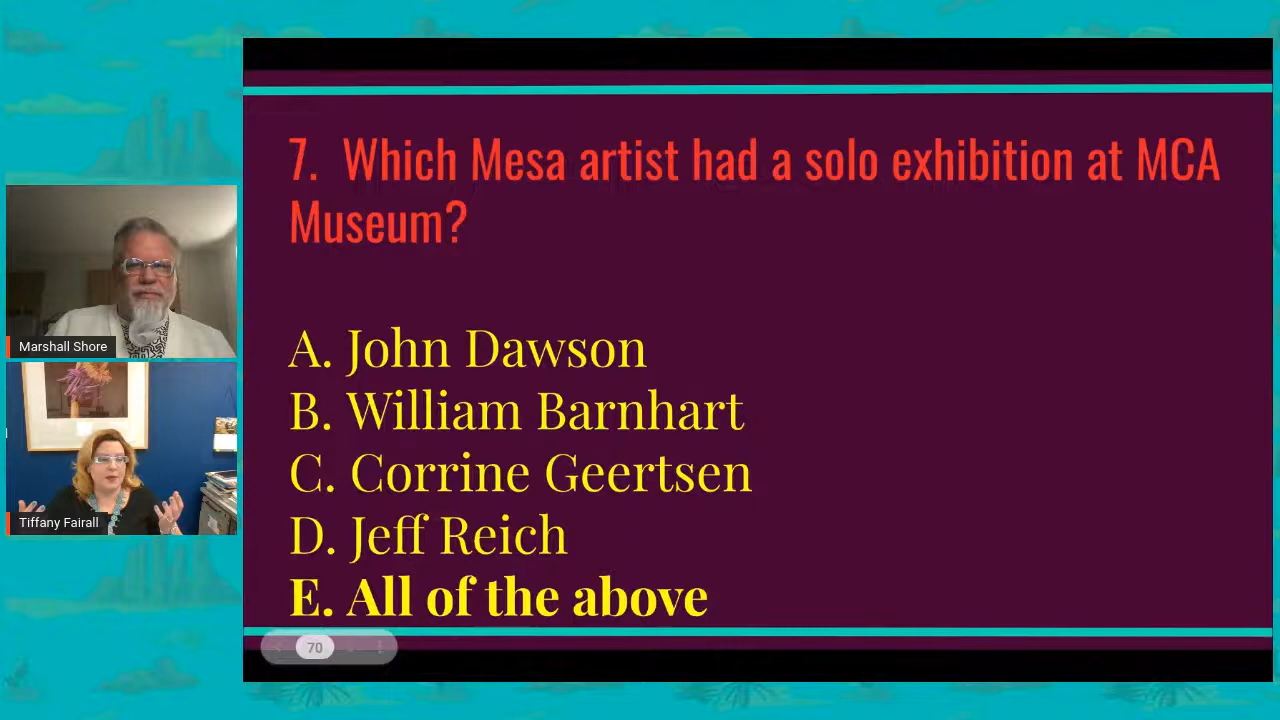 7. Which Mesa artist had a solo exhibition at MCA
Museum?
A. John Dawson
B. William Barnhart
C. Corrine Geertsen
D. Jeff Reich
E. All of the above
70
Marshall Shore
Tiffany Fairall